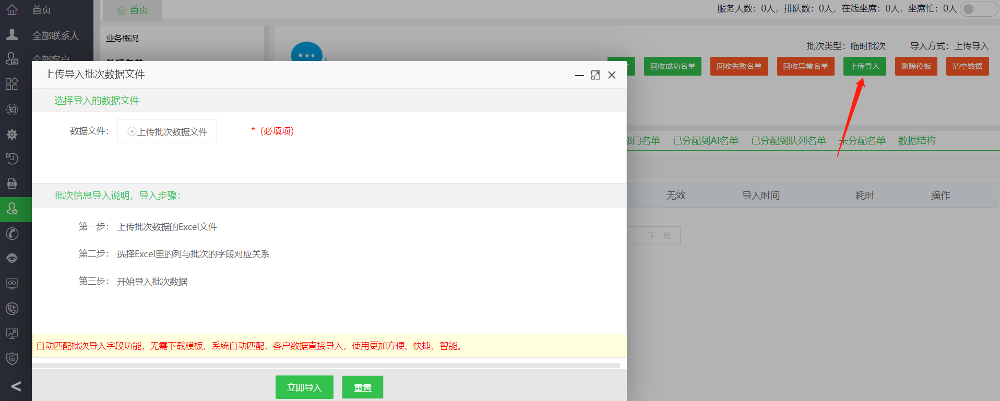 首页
全部联系人
全部客户
首页
服务人数：0人，排队数：0人，在线坐席：0人，坐席忙：0人
业务概况
批次类型：临时批次 导入方式：上传导入
回收成功名单 回收失败名单 回收异常名单 上传导入 删除模板 清空数据
上传导入批次数据文件
选择导入的数据文件
数据文件： 上传批次数据文件 *（必填项）
部门名单 已分配到AI名单 已分配到队列名单 未分配名单 数据结构
无效 导入时间 耗时 操作
下一页
批次信息导入说明，导入步骤：
第一步： 上传批次数据的Excel文件
第二步： 选择Excel里的列与批次的字段对应关系
第三步： 开始导入批次数据
自动匹配批次导入字段功能，无需下载模板，系统自动匹配，客户数据直接导入，使用更加方便、快捷、智能。
立即导入 重置
知
AI
质